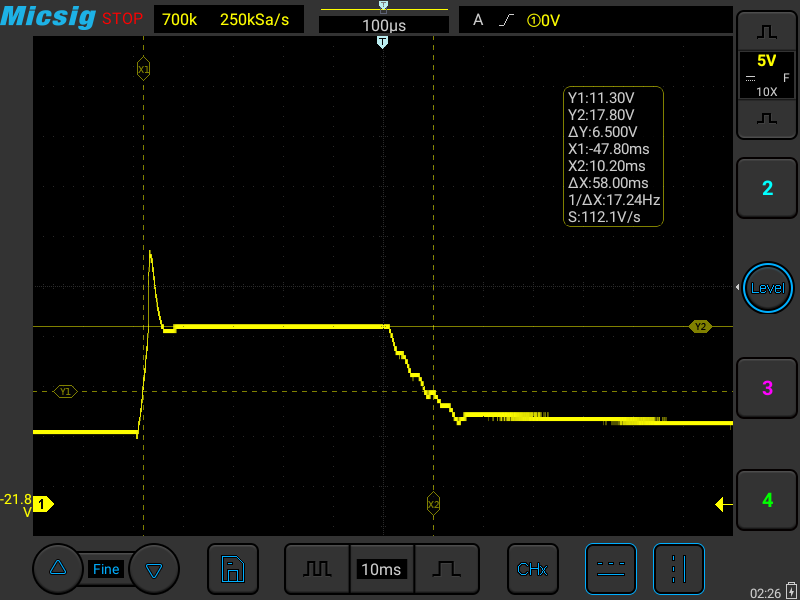 Micsig STOP 700k 250kSa/s 100μs A ①0V
T
T
X1
5V
F
10X
Y1:11.30V
Y2:17.80V
ΔY:6.500V
X1:-47.80ms
X2:10.20ms
ΔX:58.00ms
1/ΔX:17.24Hz
S:112.1V/s
2
Level
Y2
Y1
3
-21.8
V
1
X2
4
Fine
10ms
CHx
02:26